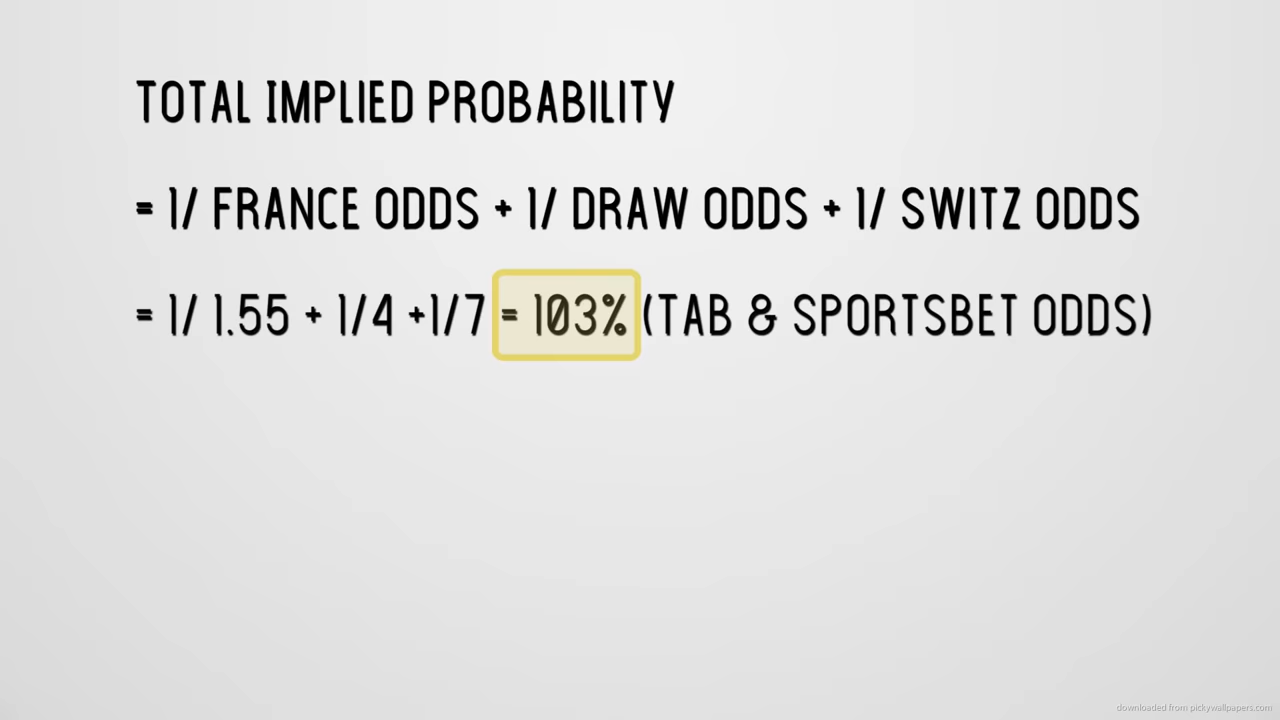 TOTAL IMPLIED PROBABILITY
= 1/ FRANCE ODDS + 1/ DRAW ODDS + 1/ SWITZ ODDS
= 1/ 1.55 + 1/4 +1/7 = 103% (TAB & SPORTSBET ODDS)
downloaded from pickywallpapers.com